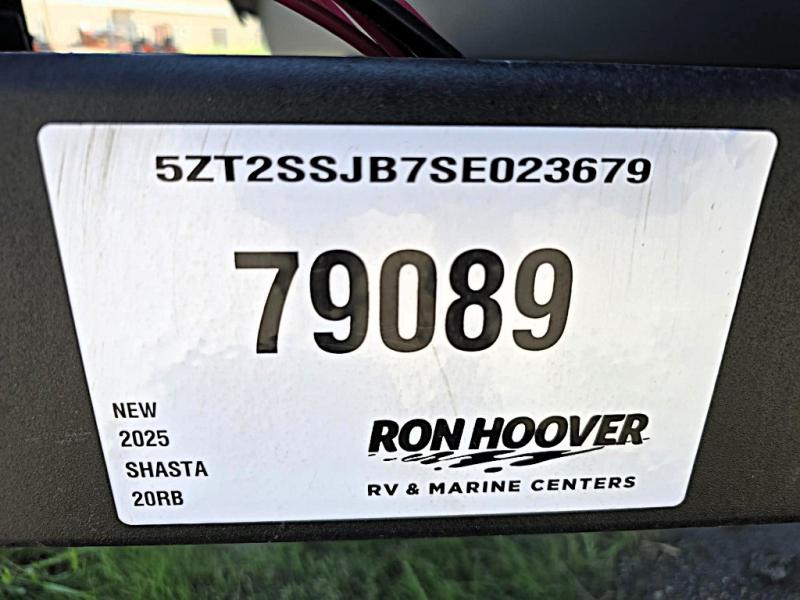 5ZT2SSJB7SE023679
79089
NEW
2025
SHASTA
20RB
RON HOOVER
RV & MARINE CENTERS